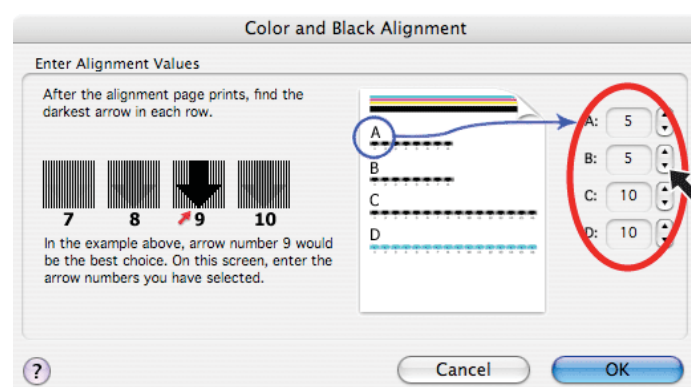 Color and Black Alignment
Enter Alignment Values
After the alignment page prints, find the
darkest arrow in each row.
7 8 9 10
In the example above, arrow number 9 would
be the best choice. On this screen, enter the
arrow numbers you have selected.
A
B
C
D
A: 5
B: 5
C: 10
D: 10
?
Cancel
OK